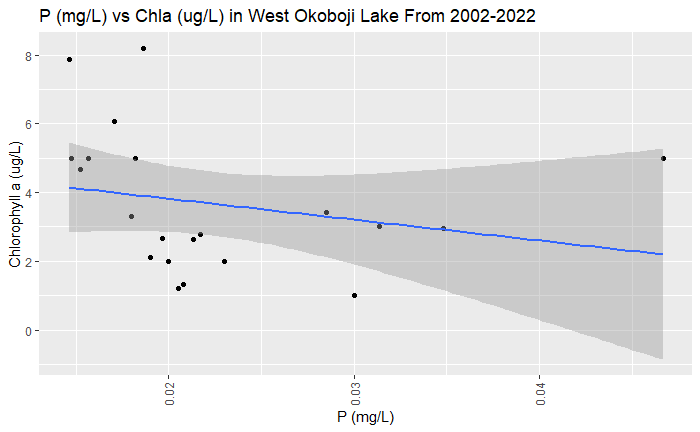 P (mg/L) vs Chla (ug/L) in West Okoboji Lake From 2002-2022
8
6
4
2
0
Chlorophyll a (ug/L)
0.02
0.03
0.04
P (mg/L)